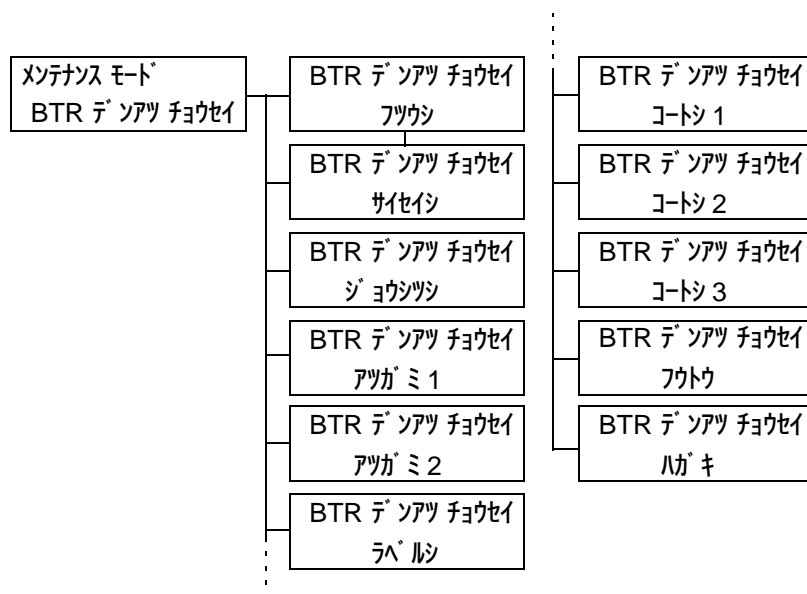 ﾒﾝﾃﾅﾝｽ ﾓｰﾄﾞ
BTR ﾃﾞﾝｱﾂ ﾁｮｳｾｲ
BTR ﾃﾞﾝｱﾂ ﾁｮｳｾｲ
ﾌﾂｳｼ
BTR ﾃﾞﾝｱﾂ ﾁｮｳｾｲ
ｻｲｾｲｼ
BTR ﾃﾞﾝｱﾂ ﾁｮｳｾｲ
ｼﾞｮｳｼﾂｼ
BTR ﾃﾞﾝｱﾂ ﾁｮｳｾｲ
ｱﾂｶﾞﾐ 1
BTR ﾃﾞﾝｱﾂ ﾁｮｳｾｲ
ｱﾂｶﾞﾐ 2
BTR ﾃﾞﾝｱﾂ ﾁｮｳｾｲ
ﾗﾍﾞﾙｼ
BTR ﾃﾞﾝｱﾂ ﾁｮｳｾｲ
ｺｰﾄｼ 1
BTR ﾃﾞﾝｱﾂ ﾁｮｳｾｲ
ｺｰﾄｼ 2
BTR ﾃﾞﾝｱﾂ ﾁｮｳｾｲ
ｺｰﾄｼ 3
BTR ﾃﾞﾝｱﾂ ﾁｮｳｾｲ
ﾌｳﾄｳ
BTR ﾃﾞﾝｱﾂ ﾁｮｳｾｲ
ﾊｶﾞｷ